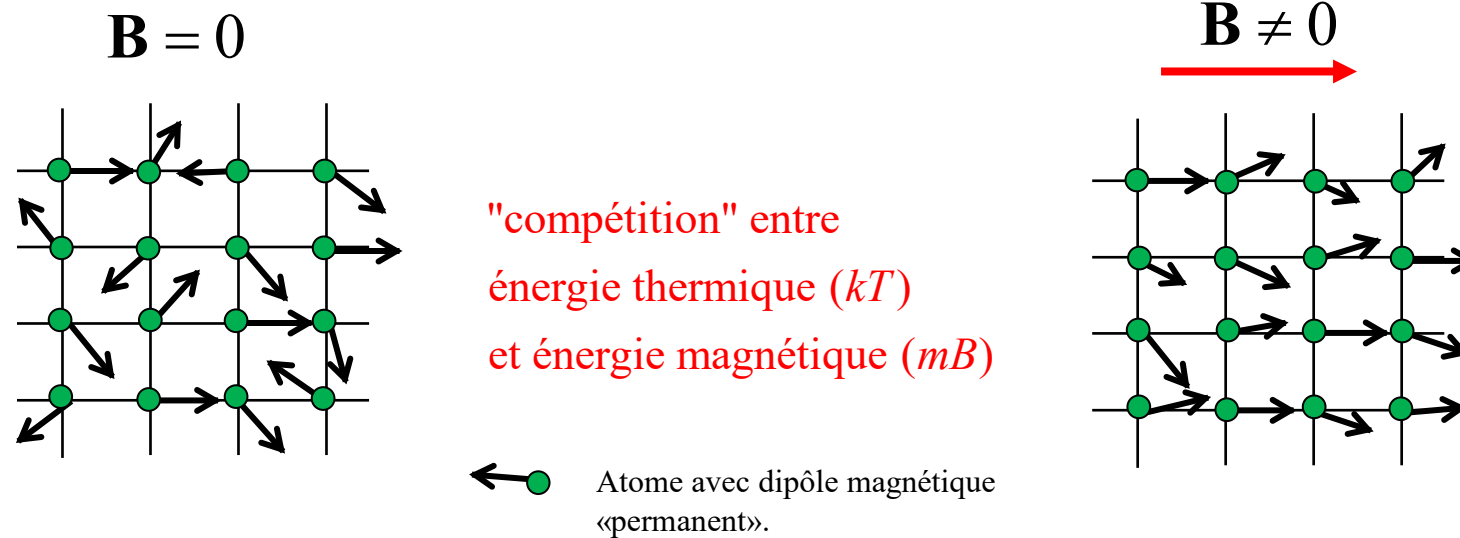 B = 0
B ≠ 0
"compétition" entre
énergie thermique (kT)
et énergie magnétique (mB)
Atome avec dipôle magnétique
«permanent».